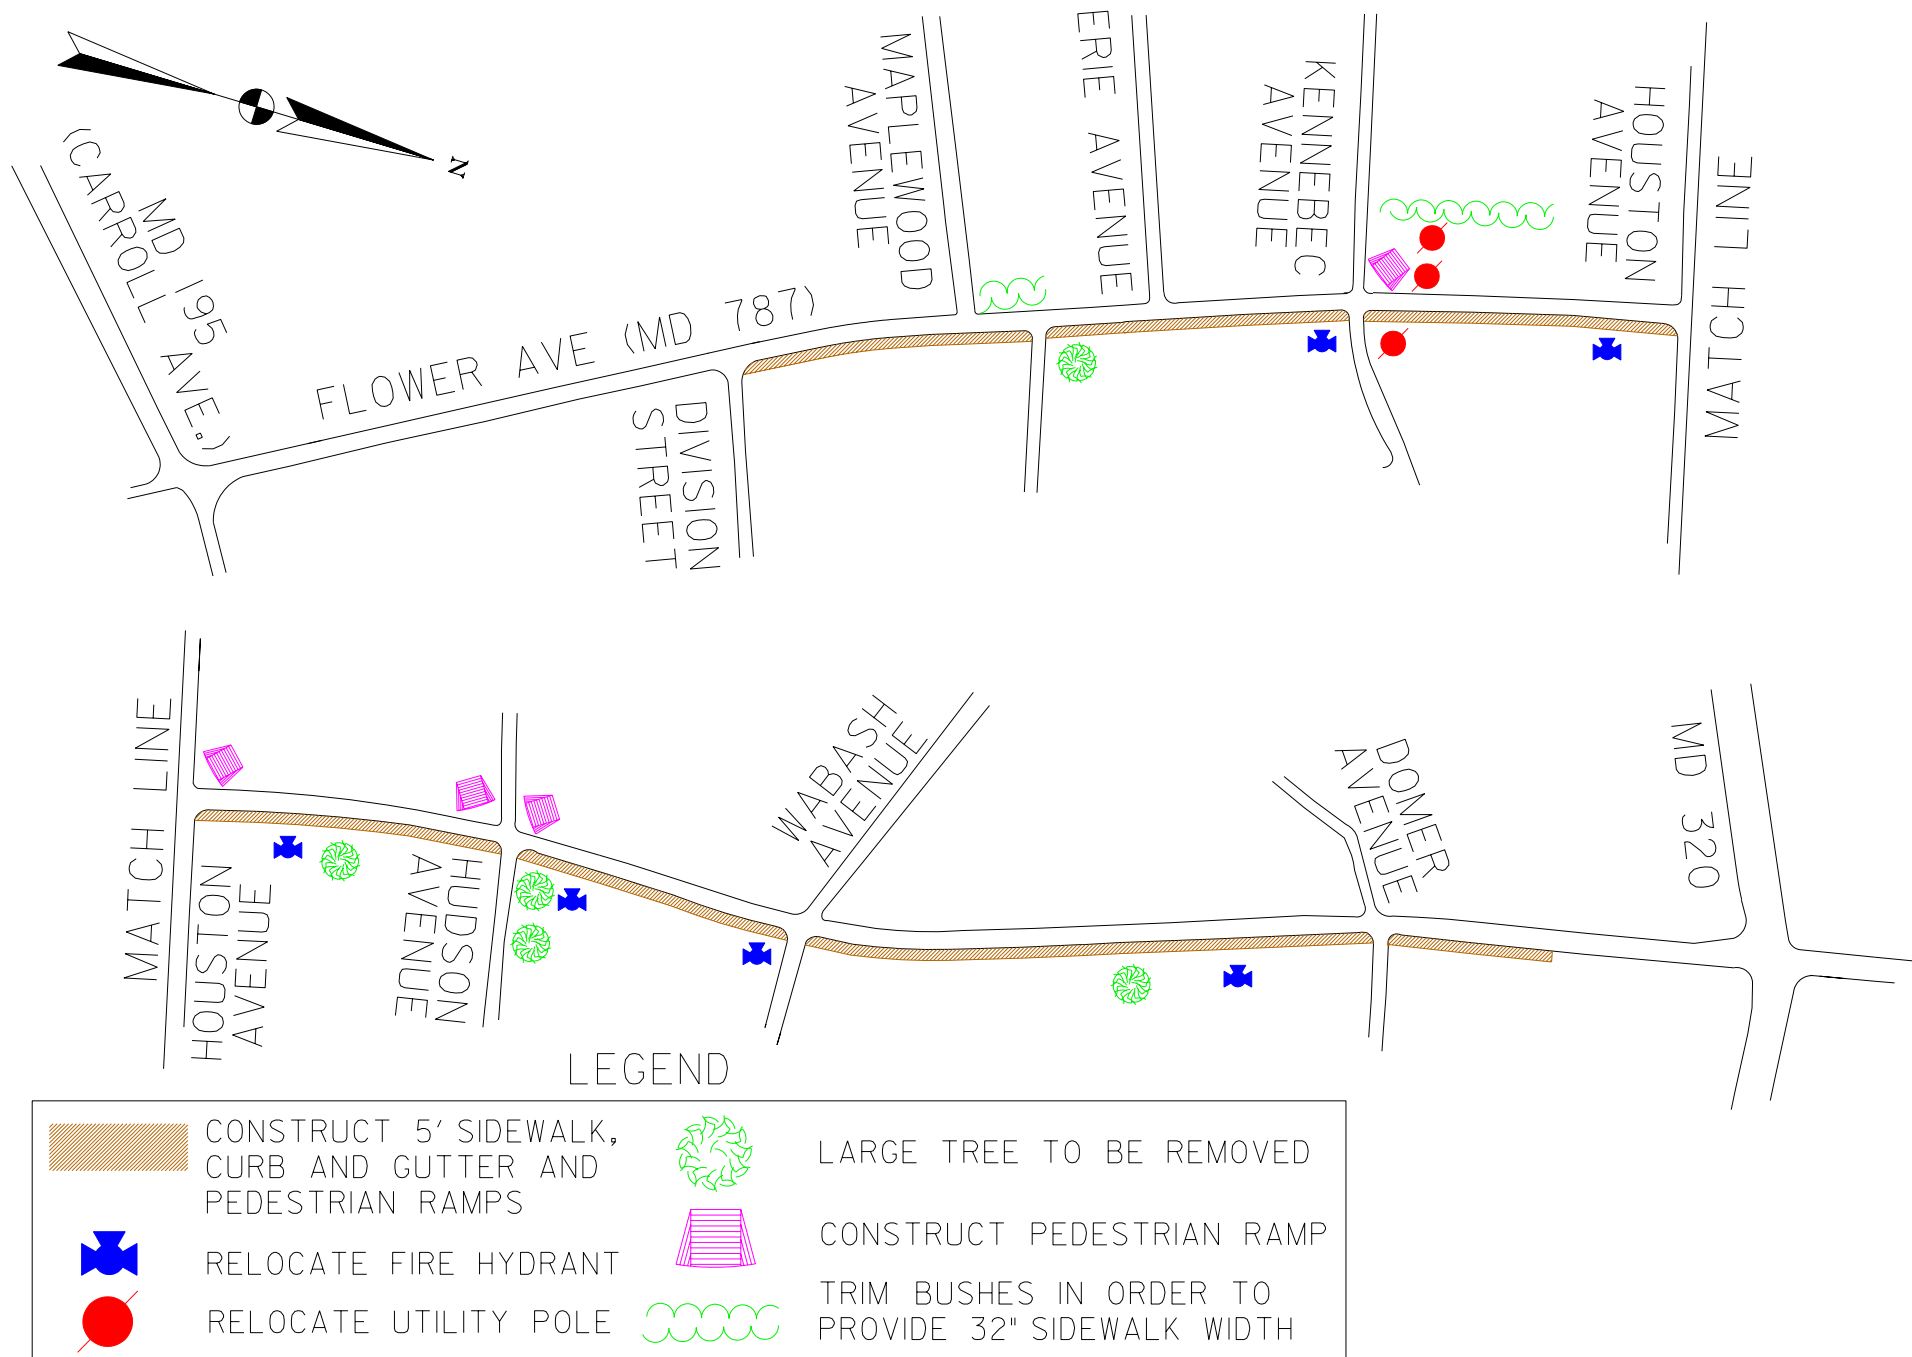 N
MD 195
(CARROLL AVE.)
FLOWER AVE (MD 787)
DIVISION
STREET
MAPLEWOOD
AVENUE
ERIE AVENUE
KENNEBEC
AVENUE
HOUSTON
AVENUE
MATCH LINE
MATCH LINE
HOUSTON
AVENUE
HUDSON
AVENUE
WABASH
AVENUE
DOMER
AVENUE
MD 320
LEGEND
CONSTRUCT 5' SIDEWALK,
CURB AND GUTTER AND
PEDESTRIAN RAMPS
RELOCATE FIRE HYDRANT
RELOCATE UTILITY POLE
LARGE TREE TO BE REMOVED
CONSTRUCT PEDESTRIAN RAMP
TRIM BUSHES IN ORDER TO
PROVIDE 32" SIDEWALK WIDTH